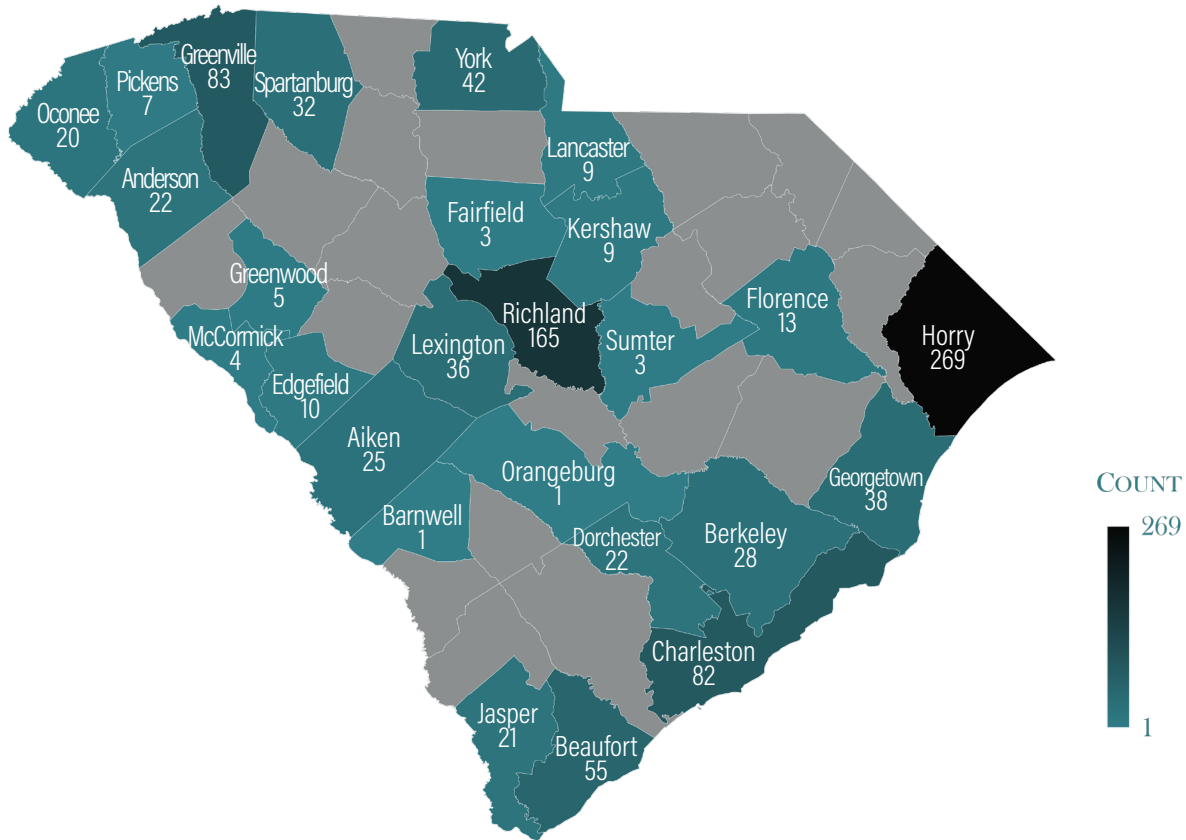 Greenville
83
York
42
Pickens
7
Spartanburg
32
Oconee
20
Lancaster
9
Anderson
22
Fairfield
3
Kershaw
9
Greenwood
5
Richland
165
Florence
13
Horry
269
McCormick
4
Lexington
36
Sumter
3
Edgefield
10
Aiken
25
Orangeburg
1
Georgetown
38
Barnwell
1
Dorchester
22
Berkeley
28
Charleston
82
Jasper
21
Beaufort
55
COUNT
269
1